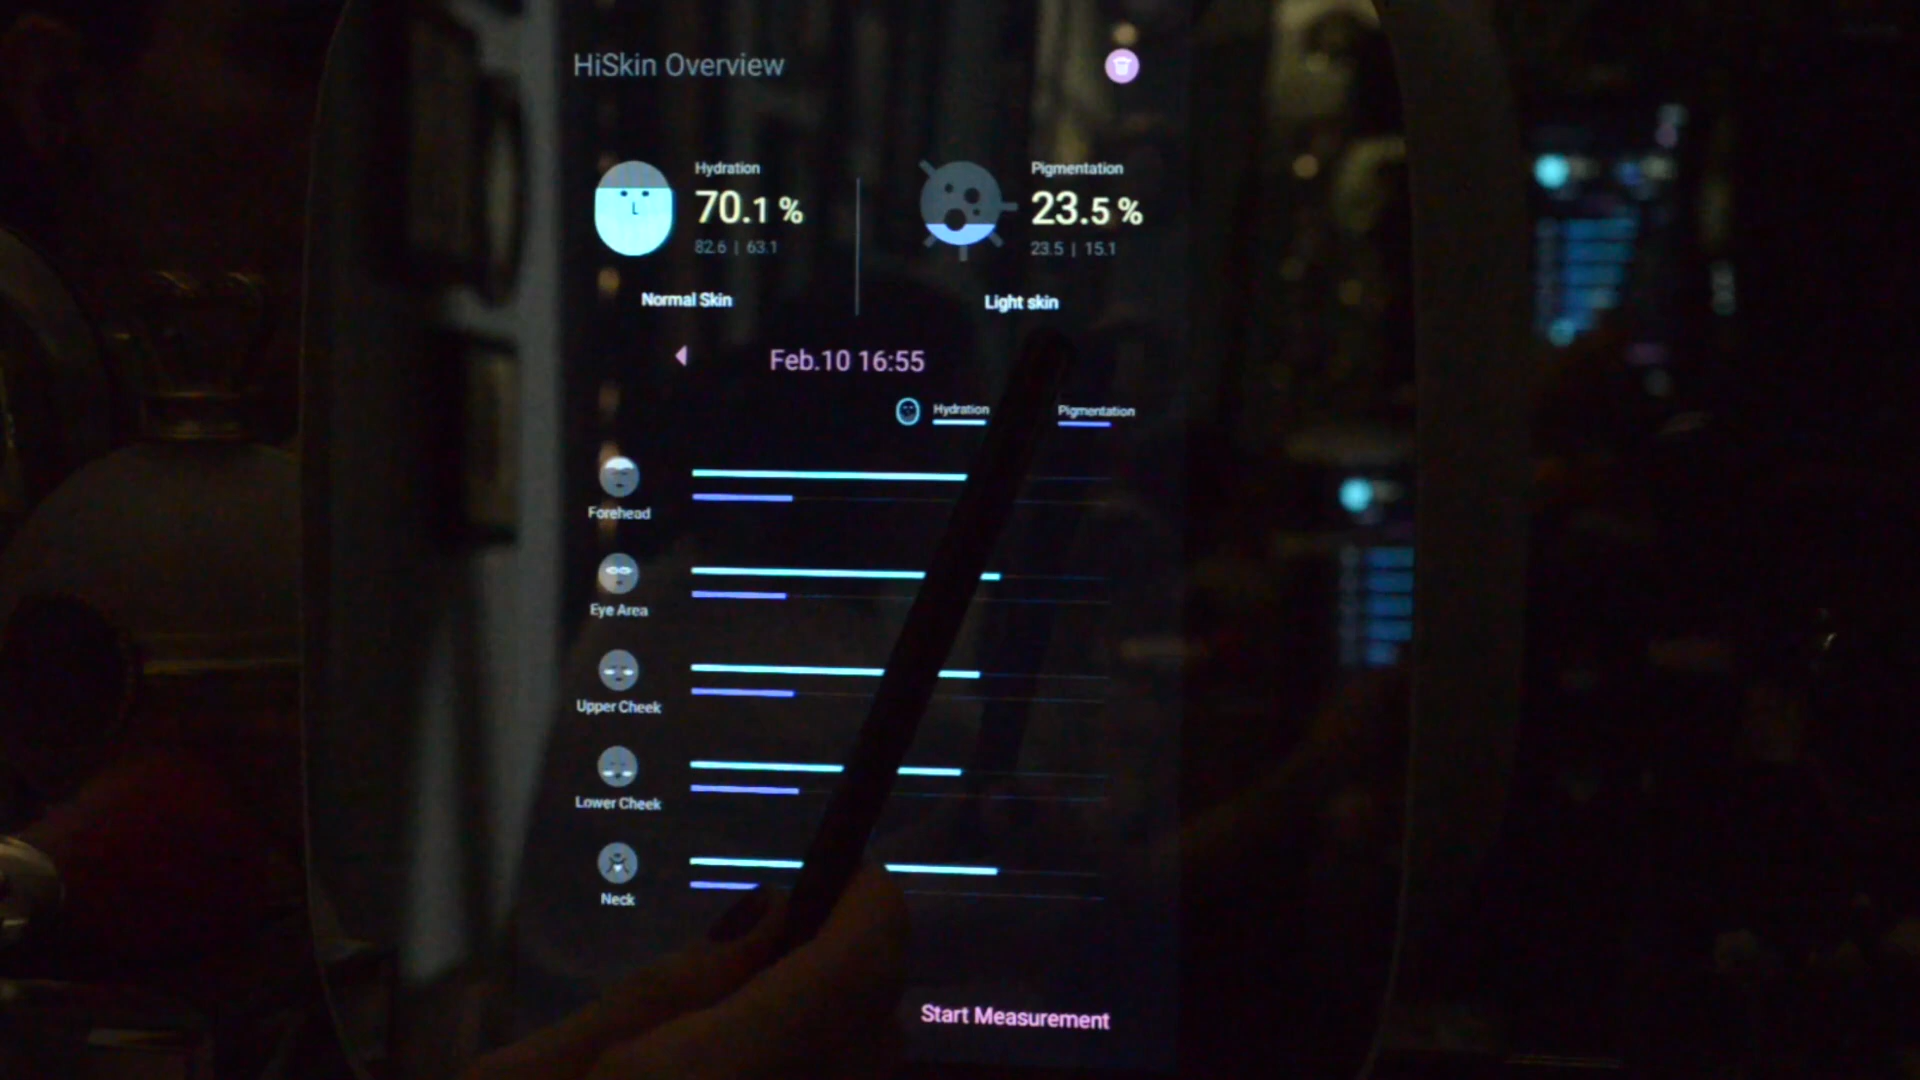 HiSkin Overview
Hydration
70.1 %
82.6 | 63.1
Normal Skin
Pigmentation
23.5 %
23.5 | 15.1
Light skin
Feb.10 16:55
Hydration
Pigmentation
Forehead
Eye Area
Upper Cheek
Lower Cheek
Neck
Start Measurement